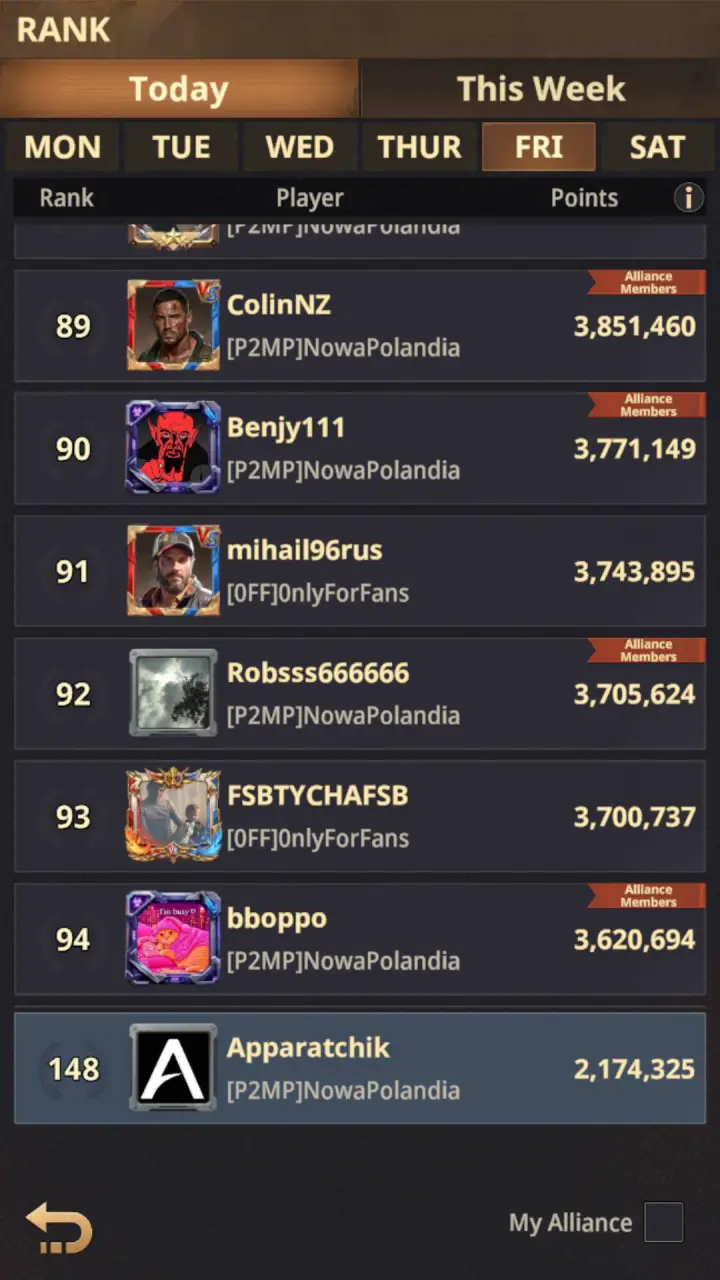 RANK
Today
This Week
MON
TUE
WED
THUR
FRI
SAT
Rank
Player
Points
[P2MP]NowaPolandia
89
ColinNZ
[P2MP]NowaPolandia
Alliance
Members
3,851,460
90
Benjy111
[P2MP]NowaPolandia
Alliance
Members
3,771,149
91
mihail96rus
[0FF]0nlyForFans
3,743,895
92
Robsss666666
[P2MP]NowaPolandia
Alliance
Members
3,705,624
93
FSBTYCHAFSB
[0FF]0nlyForFans
3,700,737
94
I'm busy
bboppo
[P2MP]NowaPolandia
Alliance
Members
3,620,694
148
Apparatchik
[P2MP]NowaPolandia
2,174,325
My Alliance